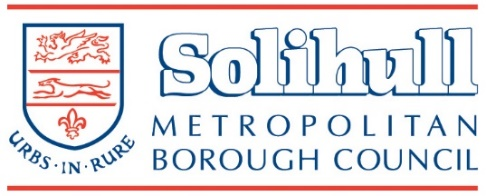 Solihull
METROPOLITAN
BOROUGH COUNCIL
URBS·IN·RURE